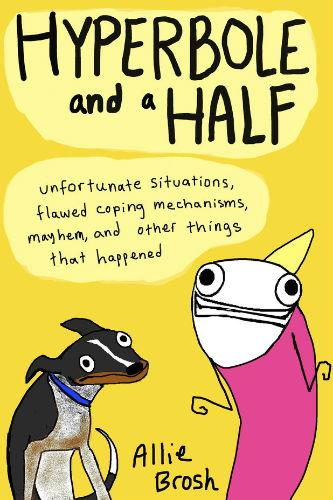 HYPERBOLE
and a
HALF
unfortunate situations,
flawed coping mechanisms,
mayhem, and other things
that happened
Allie
Brosh